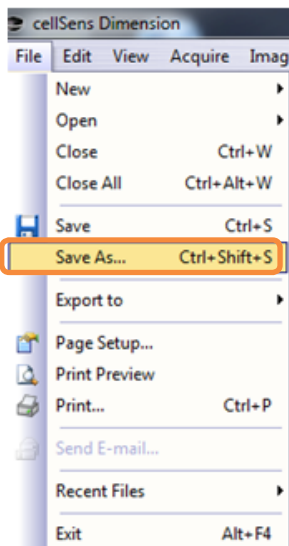 cellSens Dimension
File Edit View Acquire Imag
New
Open
Close Ctrl+W
Close All Ctrl+Alt+W
Save Ctrl+S
Save As... Ctrl+Shift+S
Export to
Page Setup...
Print Preview
Print... Ctrl+P
Send E-mail...
Recent Files
Exit Alt+F4